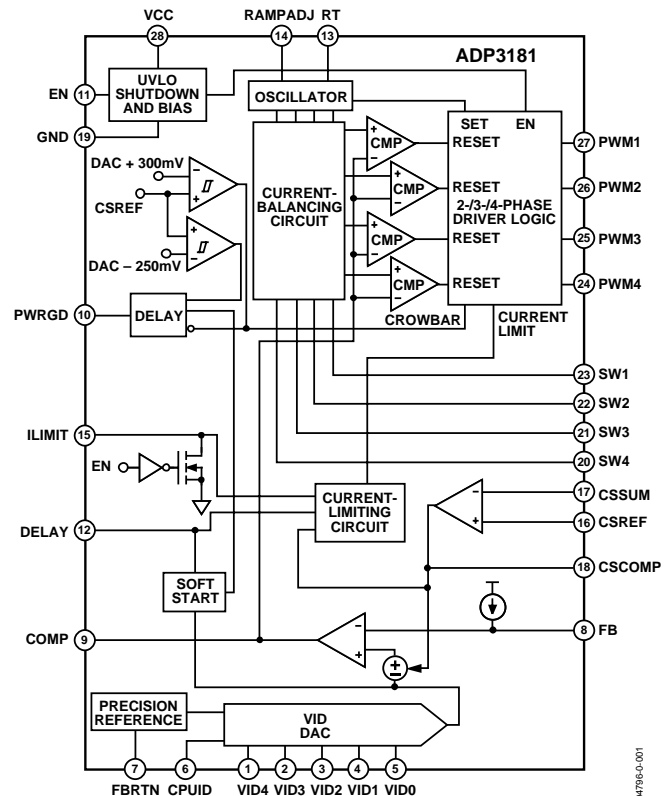 VCC
RAMPADJ RT
28
14
13
ADP3181
EN 11
UVLO
SHUTDOWN
AND BIAS
OSCILLATOR
SET EN
GND 19
+
CMP
−
RESET
27 PWM1
DAC + 300mV
−
CSREF
+
CURRENT-
BALANCING
CIRCUIT
+
CMP
−
RESET
26 PWM2
2-/3-/4-PHASE
DRIVER LOGIC
+
DAC – 250mV
−
+
CMP
−
RESET
25 PWM3
+
CMP
−
RESET
24 PWM4
PWRGD 10
DELAY
CROWBAR
CURRENT
LIMIT
23 SW1
22 SW2
ILIMIT 15
21 SW3
EN
20 SW4
CURRENT-
LIMITING
CIRCUIT
−
17 CSSUM
+
16 CSREF
DELAY 12
18 CSCOMP
SOFT
START
COMP 9
−
8 FB
+
±
PRECISION
REFERENCE
VID
DAC
7
6
1
2
3
4
5
FBRTN CPUID VID4 VID3 VID2 VID1 VID0
04796-0-001